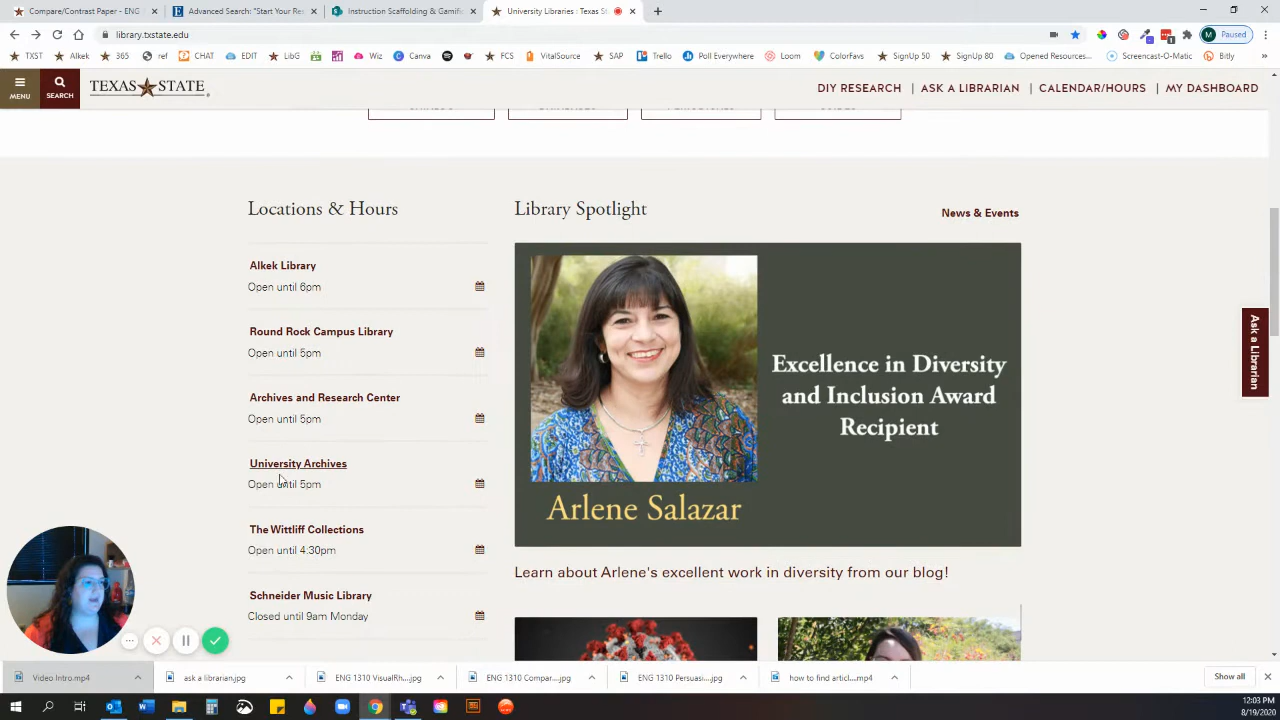 Compare/Contrast Paper - ENG
Advanced Search: "Start Your Res
Instruction Scaffolding & Gamific
University Libraries : Texas St
library.txstate.edu
M Paused
TXST
Alkek
365
ref
CHAT
EDIT
LibG
Wiz
Canva
FCS
VitalSource
SAP
Trello
Poll Everywhere
Loom
ColorFavs
SignUp 50
SignUp 80
Opened Resources...
Screencast-O-Matic
Bitly
»
MENU
SEARCH
TEXAS STATE
DIY RESEARCH | ASK A LIBRARIAN | CALENDAR/HOURS | MY DASHBOARD
Locations & Hours
Library Spotlight
News & Events
Alkek Library
Open until 6pm
Round Rock Campus Library
Open until 5pm
Archives and Research Center
Open until 5pm
University Archives
Open until 5pm
The Wittliff Collections
Open until 4:30pm
Schneider Music Library
Closed until 9am Monday
Excellence in Diversity
and Inclusion Award
Recipient
Arlene Salazar
Learn about Arlene's excellent work in diversity from our blog!
Ask a Librarian
Video Intro.mp4
ask a librarian.jpg
ENG 1310 VisualRh....jpg
ENG 1310 Compar....jpg
ENG 1310 Persuasi....jpg
how to find articl....mp4
Show all
12:03 PM
8/19/2020